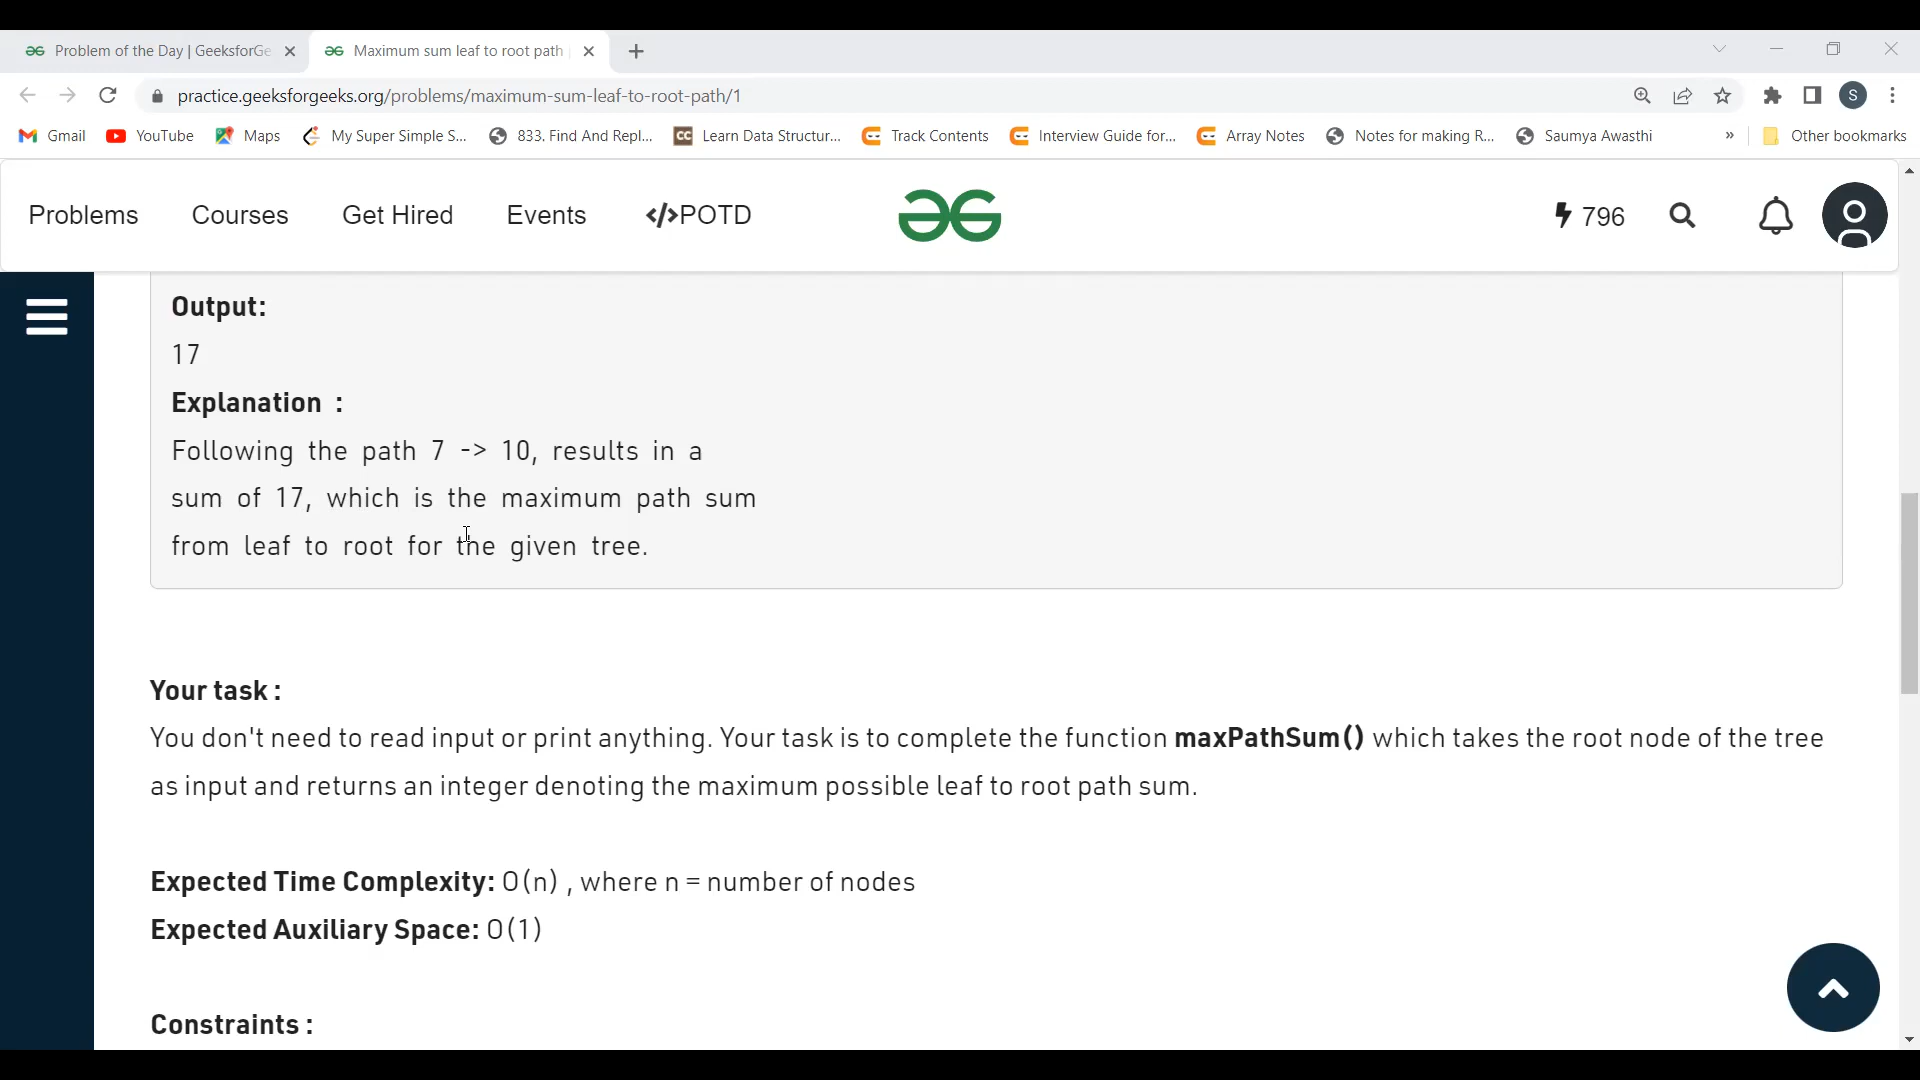 Problem of the Day | GeeksforGe
Maximum sum leaf to root path
practice.geeksforgeeks.org/problems/maximum-sum-leaf-to-root-path/1
S
Gmail YouTube Maps My Super Simple S... 833. Find And Repl... Learn Data Structur... Track Contents Interview Guide for... Array Notes Notes for making R... Saumya Awasthi » Other bookmarks
Problems Courses Get Hired Events </>POTD 796
Output:
17
Explanation :
Following the path 7 -> 10, results in a
sum of 17, which is the maximum path sum
from leaf to root for the given tree.
Your task :
You don't need to read input or print anything. Your task is to complete the function maxPathSum() which takes the root node of the tree
as input and returns an integer denoting the maximum possible leaf to root path sum.
Expected Time Complexity: O(n) , where n = number of nodes
Expected Auxiliary Space: O(1)
Constraints :